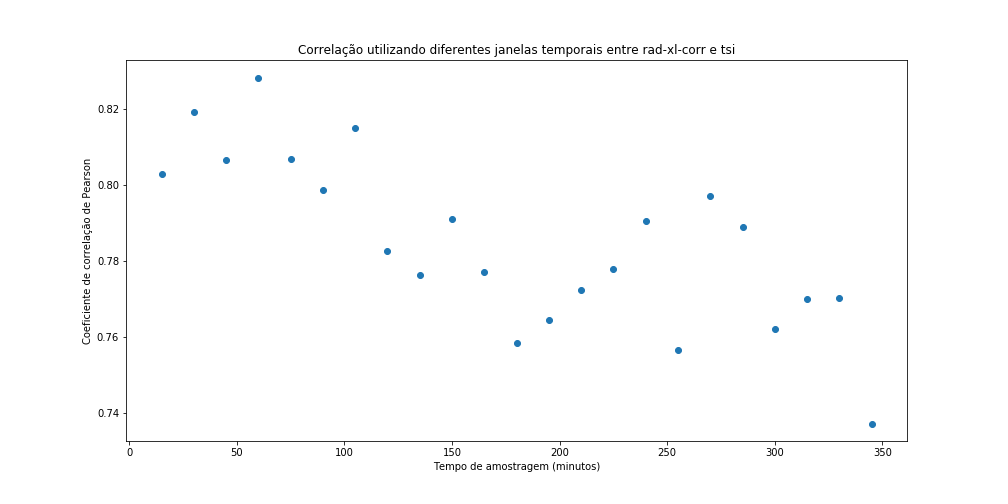 Correlação utilizando diferentes janelas temporais entre rad-xl-corr e tsi
Coeficiente de correlação de Pearson
0.82
0.80
0.78
0.76
0.74
0 50 100 150 200 250 300 350
Tempo de amostragem (minutos)